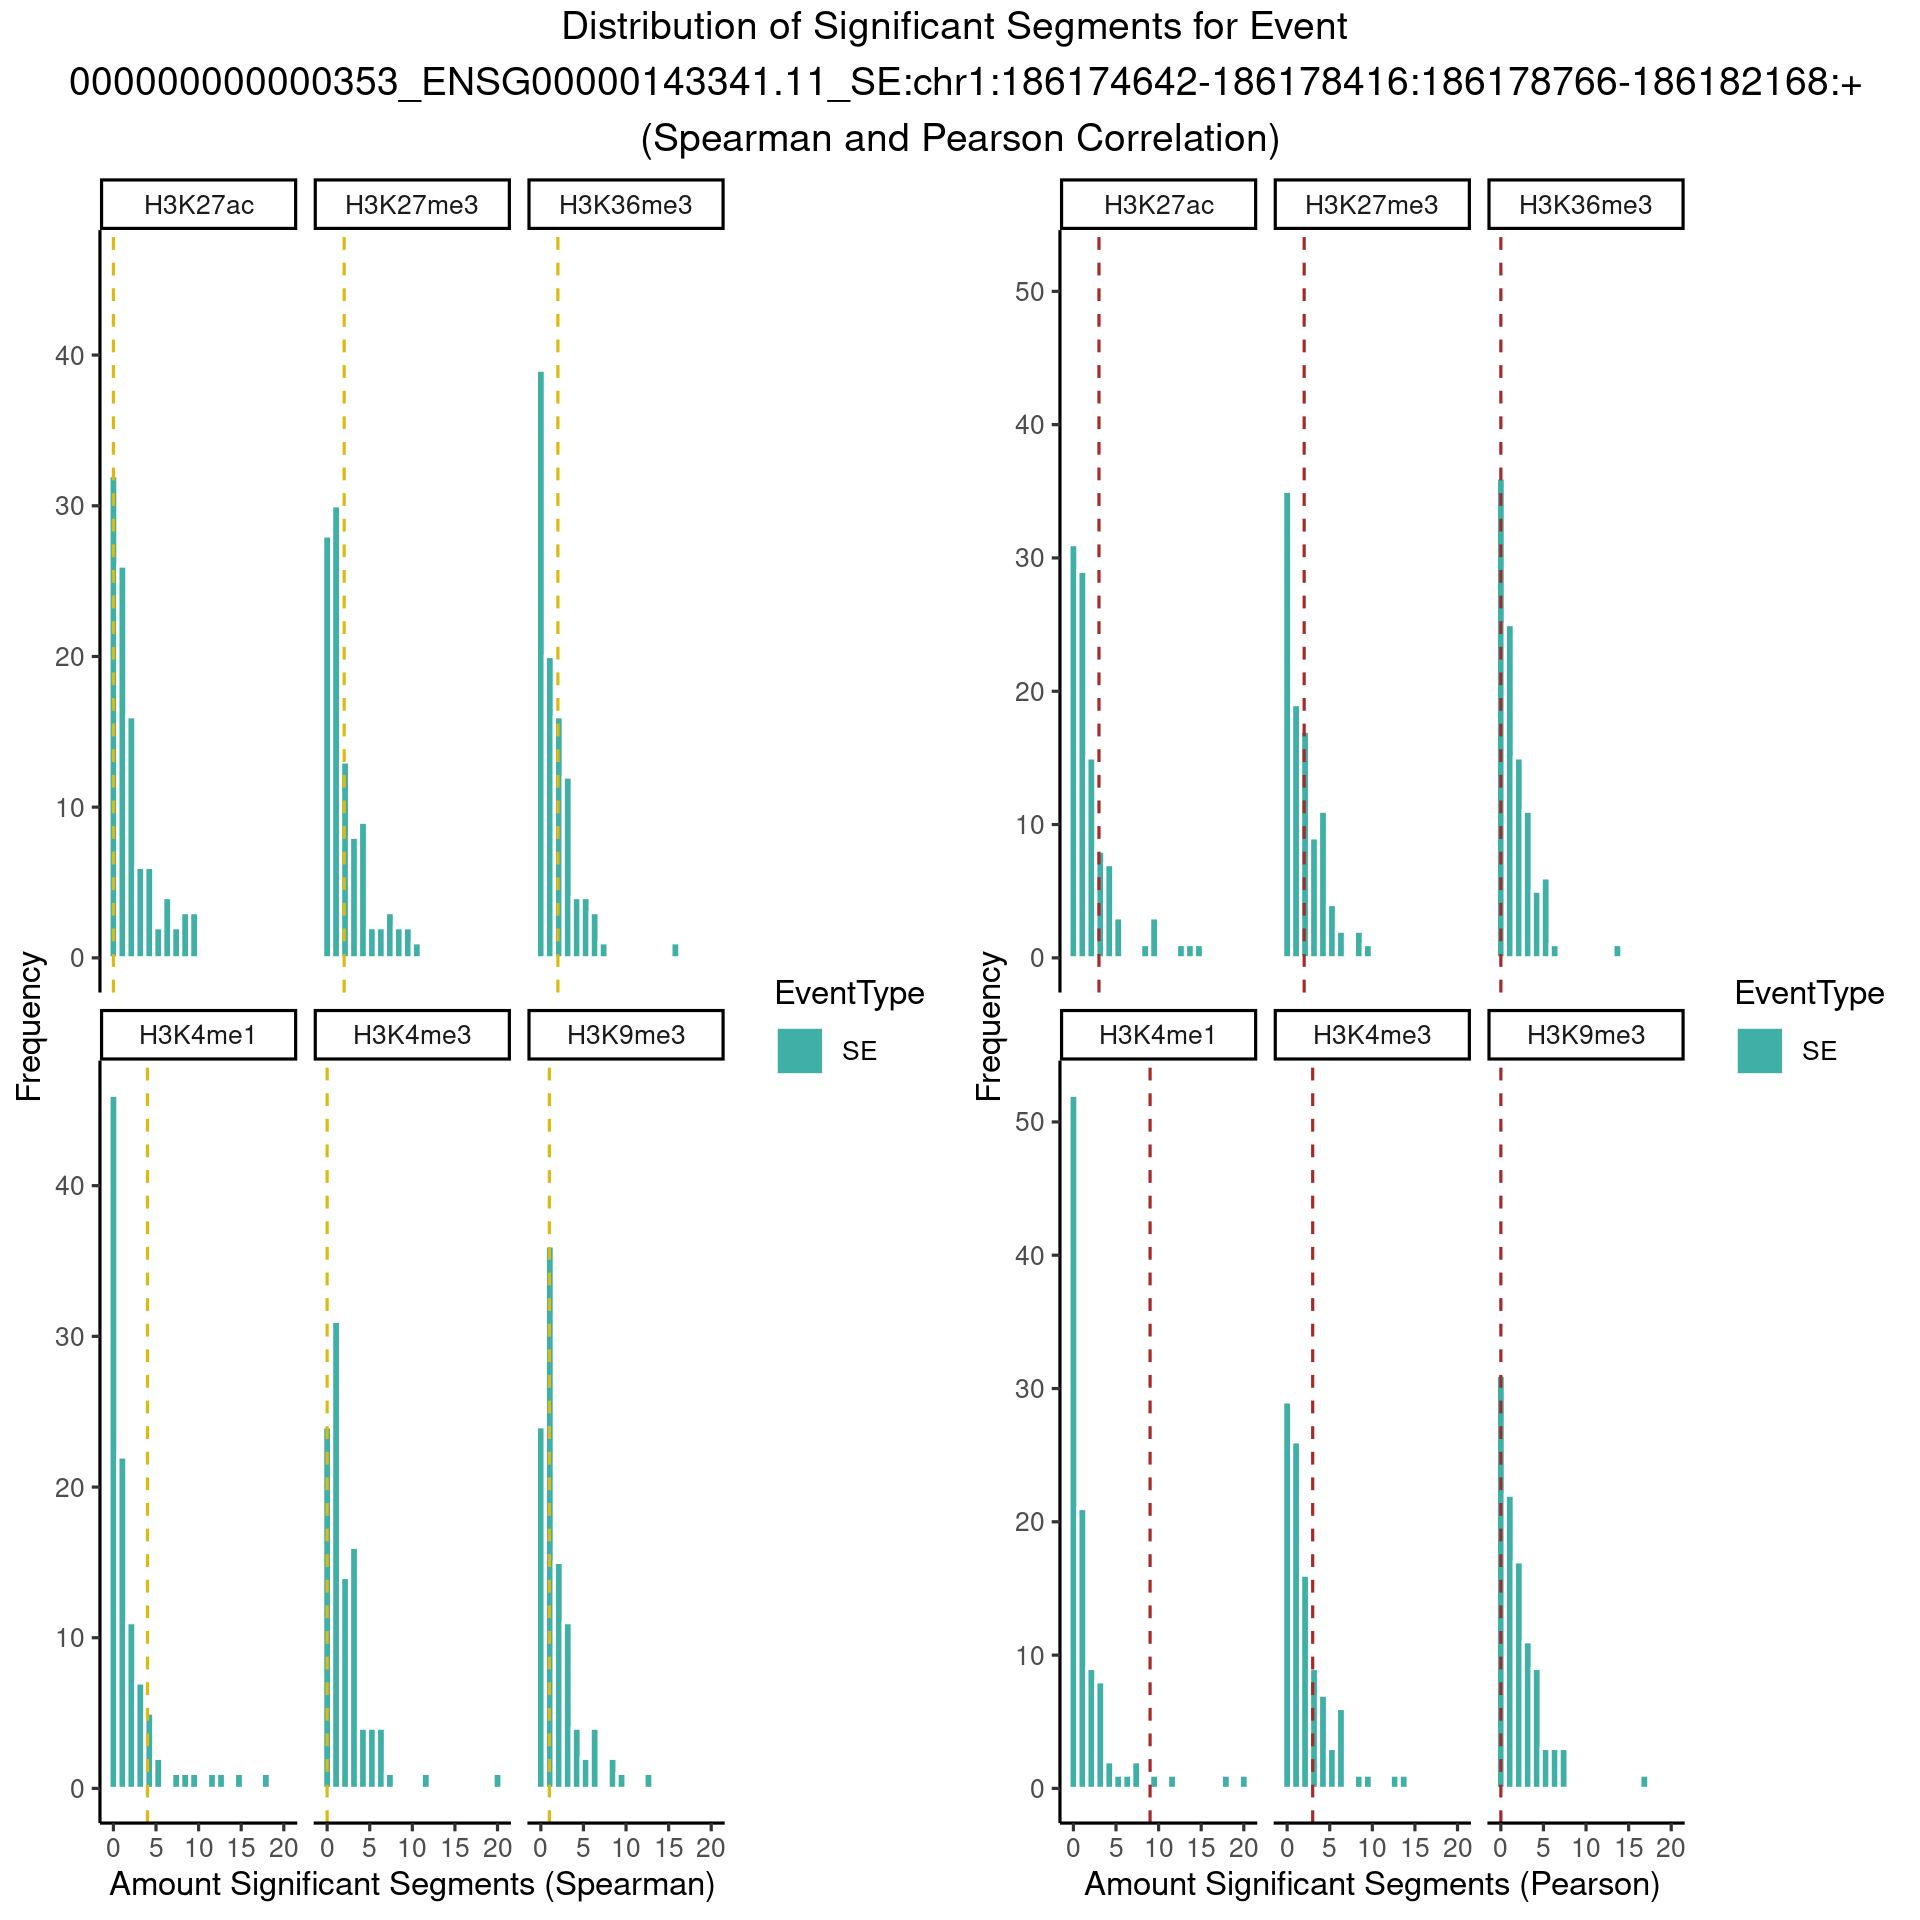 Distribution of Significant Segments for Event
000000000000353_ENSG00000143341.11_SE:chr1:186174642-186178416:186178766-186182168:+
(Spearman and Pearson Correlation)
H3K27ac H3K27me3 H3K36me3
40
30
20
10
0
H3K4me1 H3K4me3 H3K9me3
40
30
20
10
0
0 5 10 15 20 0 5 10 15 20 0 5 10 15 20
Amount Significant Segments (Spearman)
Frequency
EventType
SE
H3K27ac H3K27me3 H3K36me3
50
40
30
20
10
0
H3K4me1 H3K4me3 H3K9me3
50
40
30
20
10
0
0 5 10 15 20 0 5 10 15 20 0 5 10 15 20
Amount Significant Segments (Pearson)
Frequency
EventType
SE